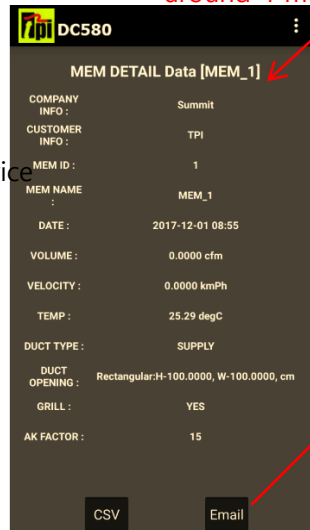 around
tpi DC580
MEM DETAIL Data [MEM_1]
COMPANY
INFO : Summit
CUSTOMER
INFO : TPI
ice
MEM ID : 1
MEM NAME
: MEM_1
DATE : 2017-12-01 08:55
VOLUME : 0.0000 cfm
VELOCITY : 0.0000 kmPh
TEMP : 25.29 degC
DUCT TYPE : SUPPLY
DUCT
OPENING : Rectangular:H-100.0000, W-100.0000, cm
GRILL : YES
AK FACTOR : 15
CSV Email